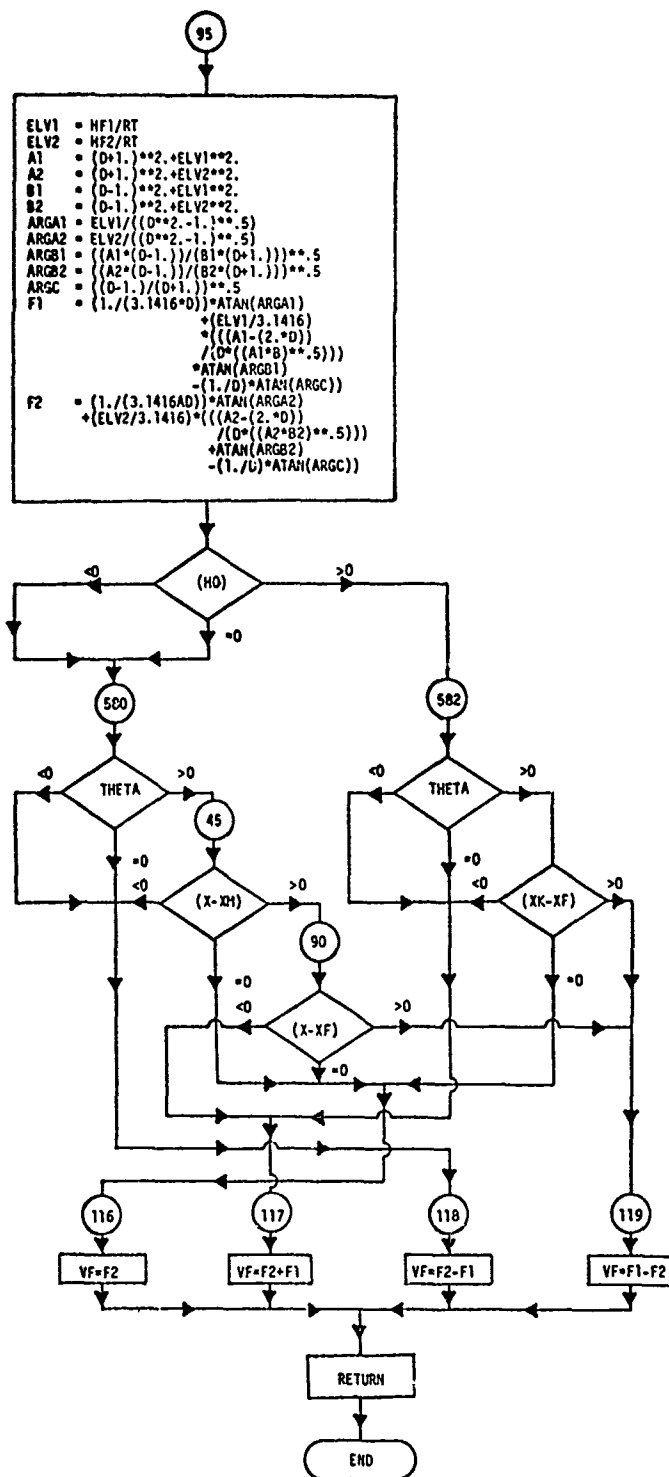 95
ELV1 = HF1/RT
ELV2 = HF2/RT
A1 = (D+1.)**2.+ELV1**2.
A2 = (D+1.)**2.+ELV2**2.
B1 = (D-1.)**2.+ELV1**2.
B2 = (D-1.)**2.+ELV2**2.
ARGA1 = ELV1/((D**2.-1.)**.5)
ARGA2 = ELV2/((D**2.-1.)**.5)
ARGB1 = ((A1*(D-1.))/(B1*(D+1.)))**.5
ARGB2 = ((A2*(D-1.))/(B2*(D+1.)))**.5
ARGC = ((D-1.)/(D+1.))**.5
F1 = (1./(3.1416*D))*ATAN(ARGA1)
+(ELV1/3.1416)
*(((A1-(2.*D))
/(D*((A1*B)**.5)))
*ATAN(ARGB1)
-(1./D)*ATAN(ARGC))
F2 = (1./(3.1416AD))*ATAN(ARGA2)
+(ELV2/3.1416)*(((A2-(2.*D))
/(D*((A2*B2)**.5)))
+ATAN(ARGB2)
-(1./D)*ATAN(ARGC))
<0 (HO) >0
=0
580 582
<0 THETA >0 <0 THETA >0
45
=0 =0
<0 (X-XM) >0 <0 (XK-XF) >0
90
=0 =0
<0 (X-XF) >0
=0
116 117 118 119
VF=F2 VF=F2+F1 VF=F2-F1 VF=F1-F2
RETURN
END